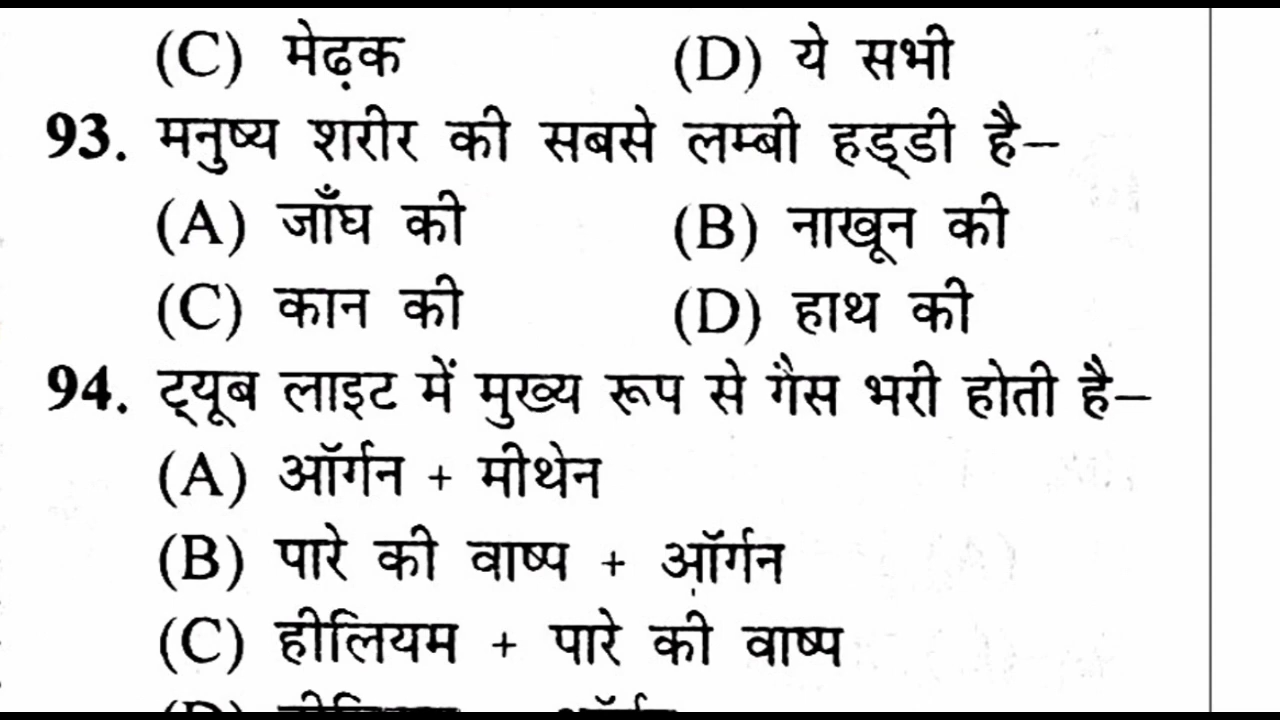 (C) मेढ़क (D) ये सभी
93. मनुष्य शरीर की सबसे लम्बी हड्डी है–
(A) जाँघ की (B) नाखून की
(C) कान की (D) हाथ की
94. ट्यूब लाइट में मुख्य रूप से गैस भरी होती है–
(A) ऑर्गन + मीथेन
(B) पारे की वाष्प + ऑर्गन
(C) हीलियम + पारे की वाष्प